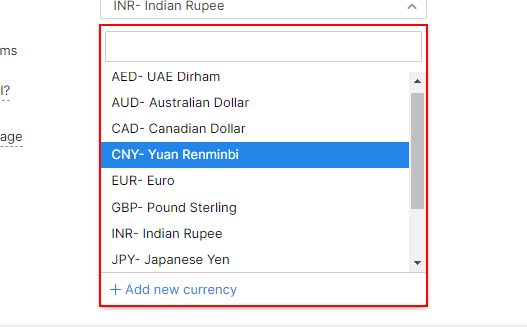 INR- Indian Rupee
ms
l?
age
AED- UAE Dirham
AUD- Australian Dollar
CAD- Canadian Dollar
CNY- Yuan Renminbi
EUR- Euro
GBP- Pound Sterling
INR- Indian Rupee
JPY- Japanese Yen
+ Add new currency